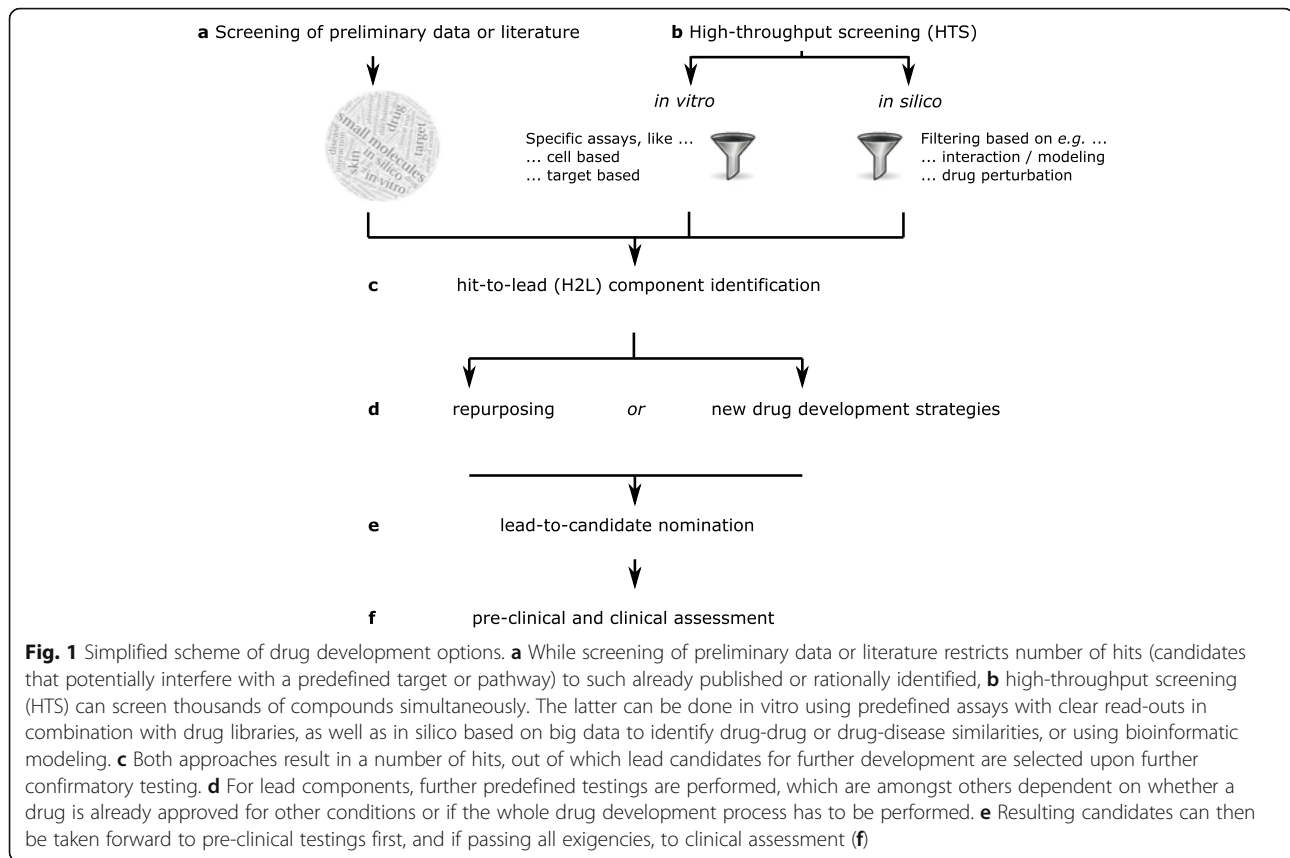 a Screening of preliminary data or literature
b High-throughput screening (HTS)
in vitro
in silico
small molecules
drug
target
in silico
skin
in vitro
disease
Specific assays, like ...
... cell based
... target based
Filtering based on e.g. ...
... interaction / modeling
... drug perturbation
c hit-to-lead (H2L) component identification
d repurposing or new drug development strategies
e lead-to-candidate nomination
f pre-clinical and clinical assessment
Fig. 1 Simplified scheme of drug development options. a While screening of preliminary data or literature restricts number of hits (candidates
that potentially interfere with a predefined target or pathway) to such already published or rationally identified, b high-throughput screening
(HTS) can screen thousands of compounds simultaneously. The latter can be done in vitro using predefined assays with clear read-outs in
combination with drug libraries, as well as in silico based on big data to identify drug-drug or drug-disease similarities, or using bioinformatic
modeling. c Both approaches result in a number of hits, out of which lead candidates for further development are selected upon further
confirmatory testing. d For lead components, further predefined testings are performed, which are amongst others dependent on whether a
drug is already approved for other conditions or if the whole drug development process has to be performed. e Resulting candidates can then
be taken forward to pre-clinical testings first, and if passing all exigencies, to clinical assessment (f)